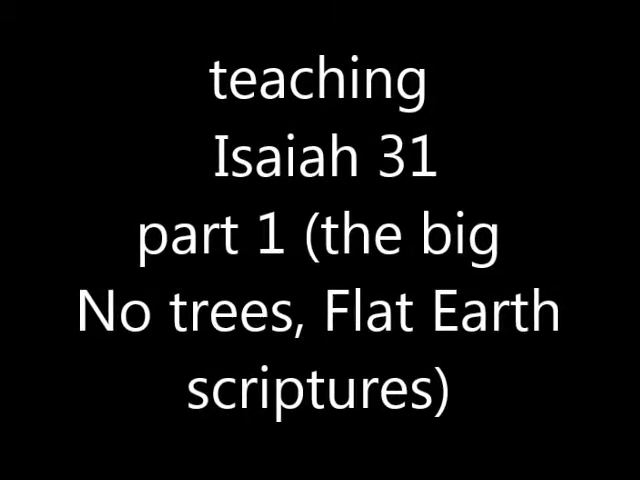 teaching
Isaiah 31
part 1 (the big
No trees, Flat Earth
scriptures)